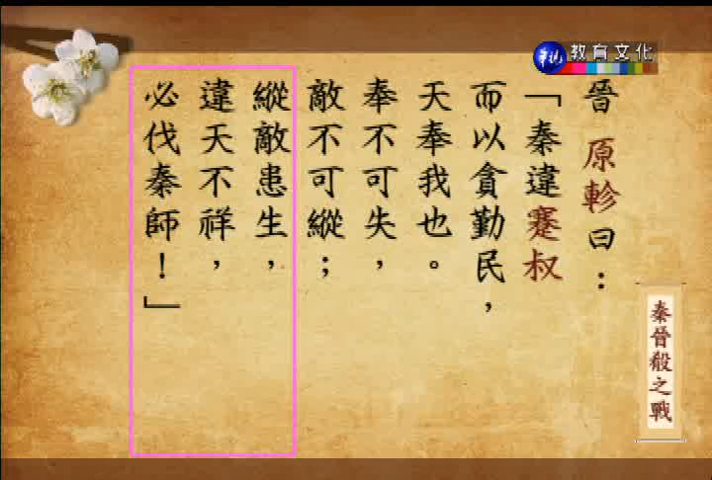 華視
教育文化
晉 原軫曰：
「秦違蹇叔
而以貪勤民，
天奉我也。
奉不可失，
敵不可縱；
縱敵患生，
違天不祥，
必伐秦師！」
秦晉殽之戰